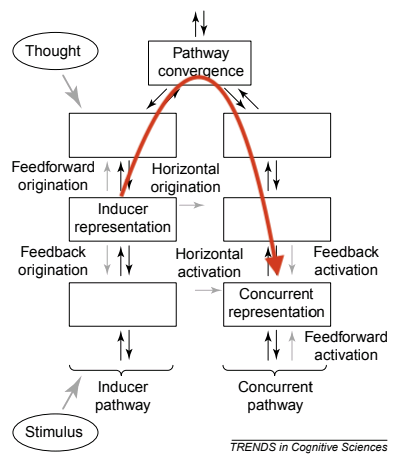 Thought
Pathway
convergence
Feedforward
origination
Horizontal
origination
Inducer
representation
Feedback
origination
Horizontal
activation
Feedback
activation
Concurrent
representation
Feedforward
activation
Inducer
pathway
Concurrent
pathway
Stimulus
TRENDS in Cognitive Sciences